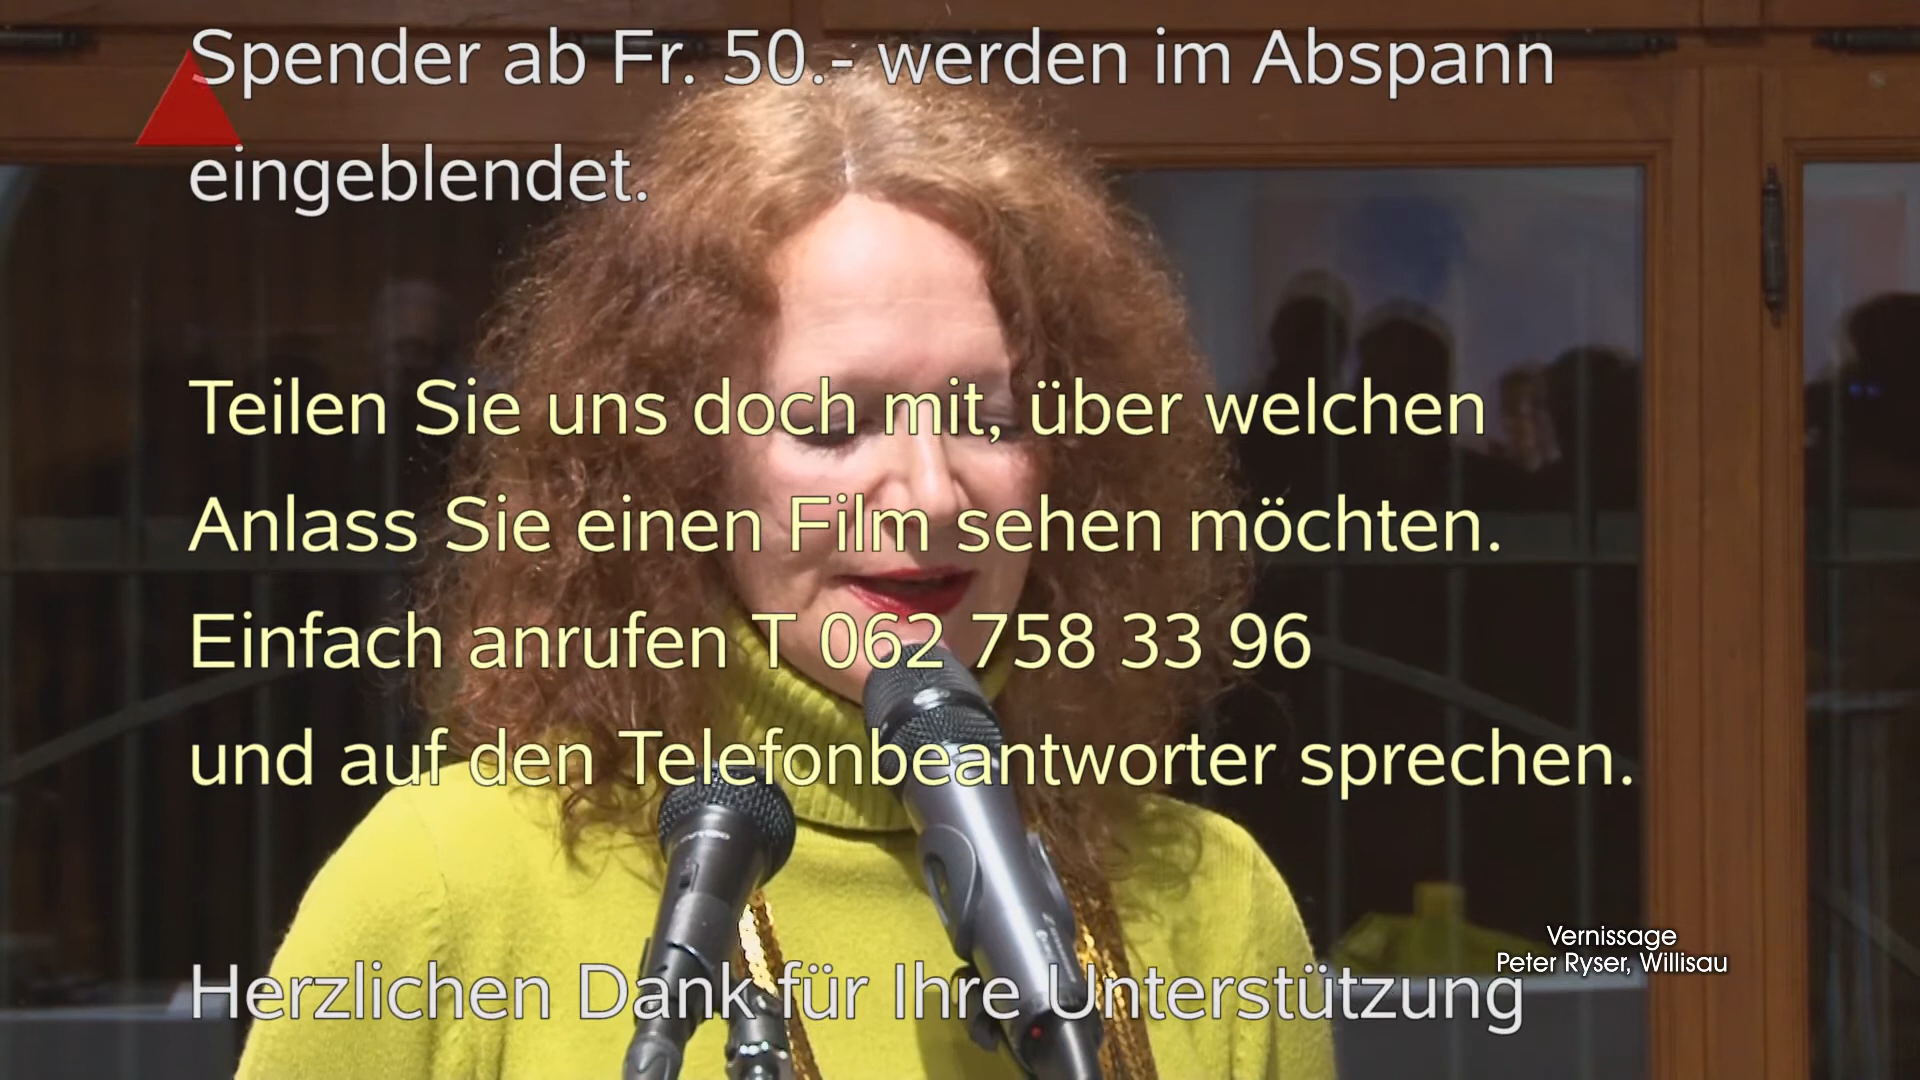 Spender ab Fr. 50.- werden im Abspann
eingeblendet.
Teilen Sie uns doch mit, über welchen
Anlass Sie einen Film sehen möchten.
Einfach anrufen T 062 758 33 96
und auf den Telefonbeantworter sprechen.
Vernissage
Peter Ryser, Willisau
Herzlichen Dank für Ihre Unterstützung